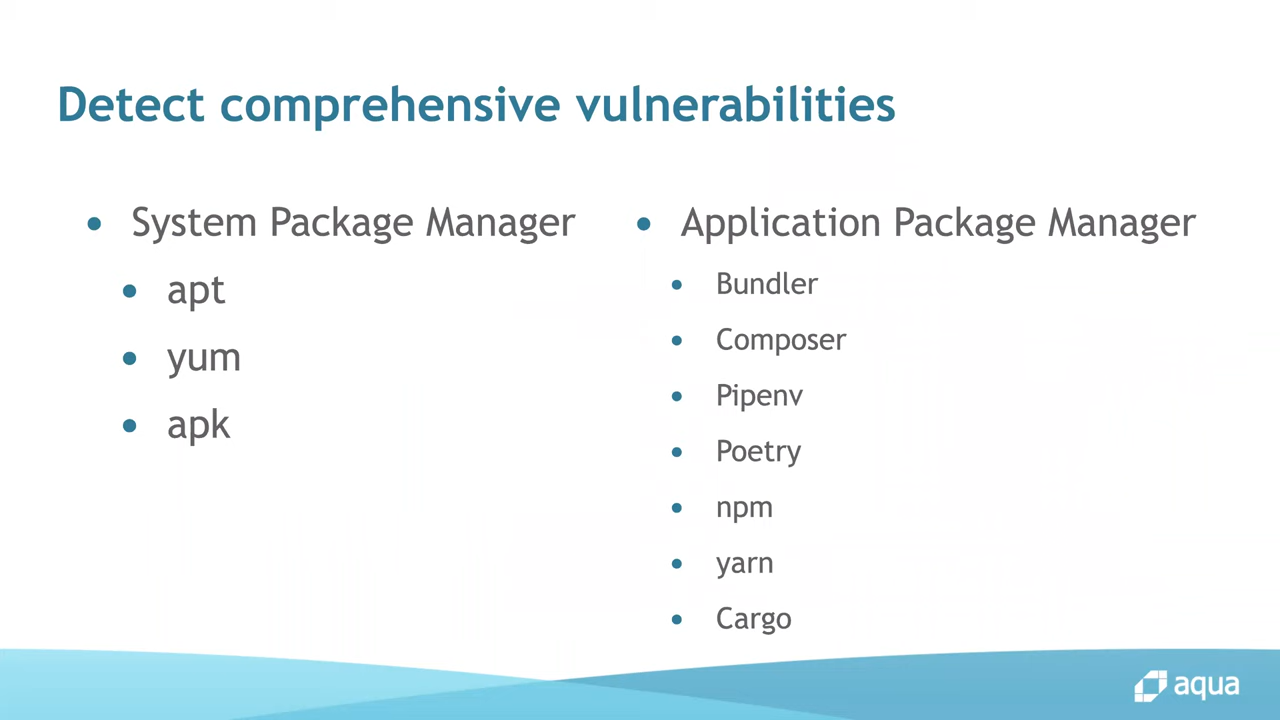 Detect comprehensive vulnerabilities
System Package Manager
apt
yum
apk
Application Package Manager
Bundler
Composer
Pipenv
Poetry
npm
yarn
Cargo
aqua